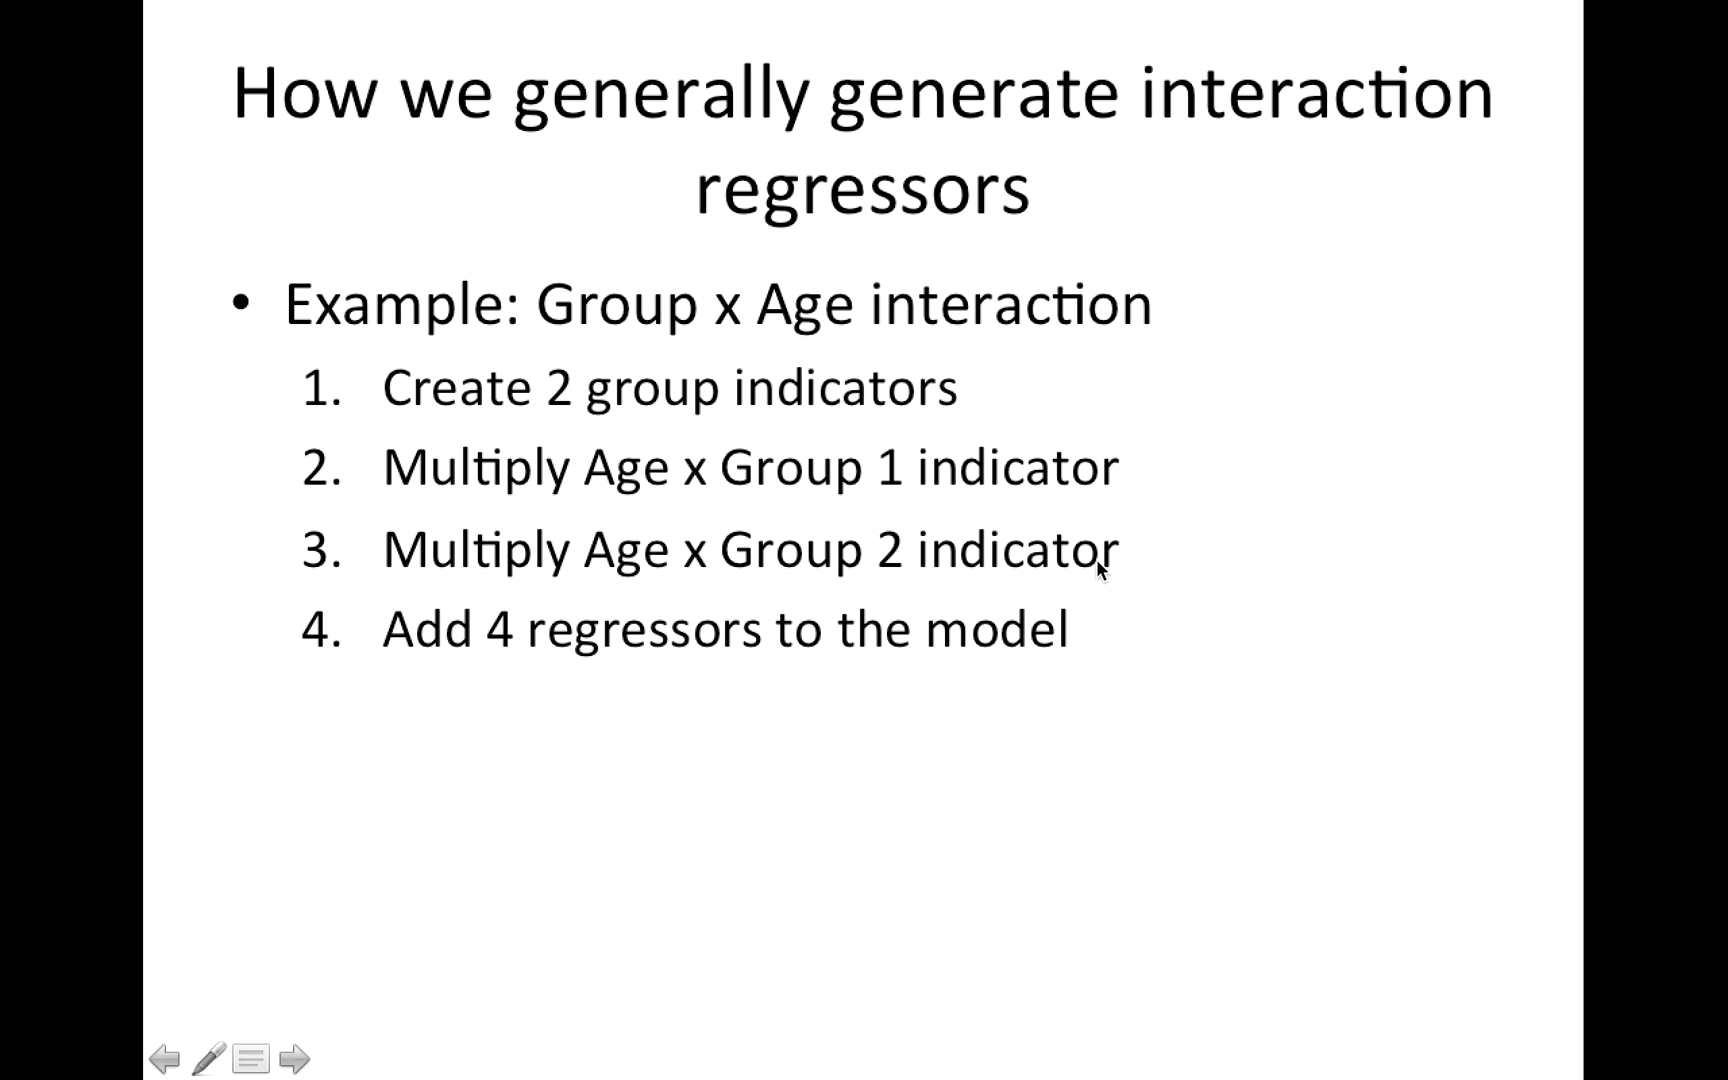 How we generally generate interaction
regressors
• Example: Group x Age interaction
1. Create 2 group indicators
2. Multiply Age x Group 1 indicator
3. Multiply Age x Group 2 indicator
4. Add 4 regressors to the model